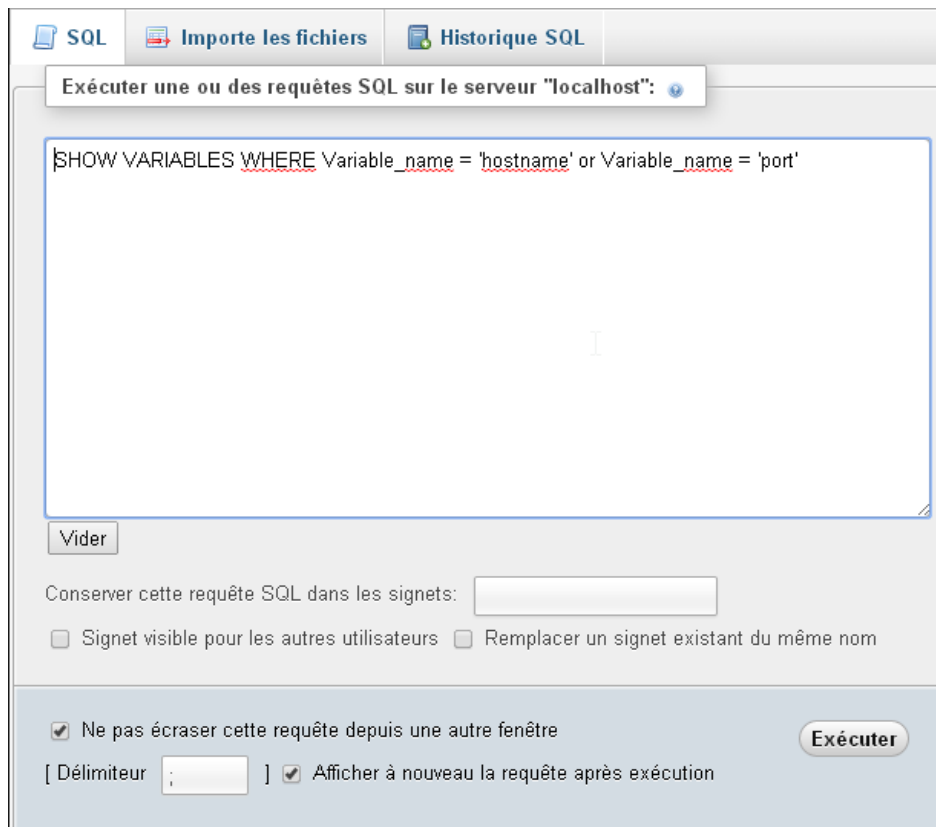 SQL Importe les fichiers Historique SQL
Exécuter une ou des requêtes SQL sur le serveur "localhost":
SHOW VARIABLES WHERE Variable_name = 'hostname' or Variable_name = 'port'
Vider
Conserver cette requête SQL dans les signets:
Signet visible pour les autres utilisateurs Remplacer un signet existant du même nom
Ne pas écraser cette requête depuis une autre fenêtre
Exécuter
[ Délimiteur ; ] Afficher à nouveau la requête après exécution